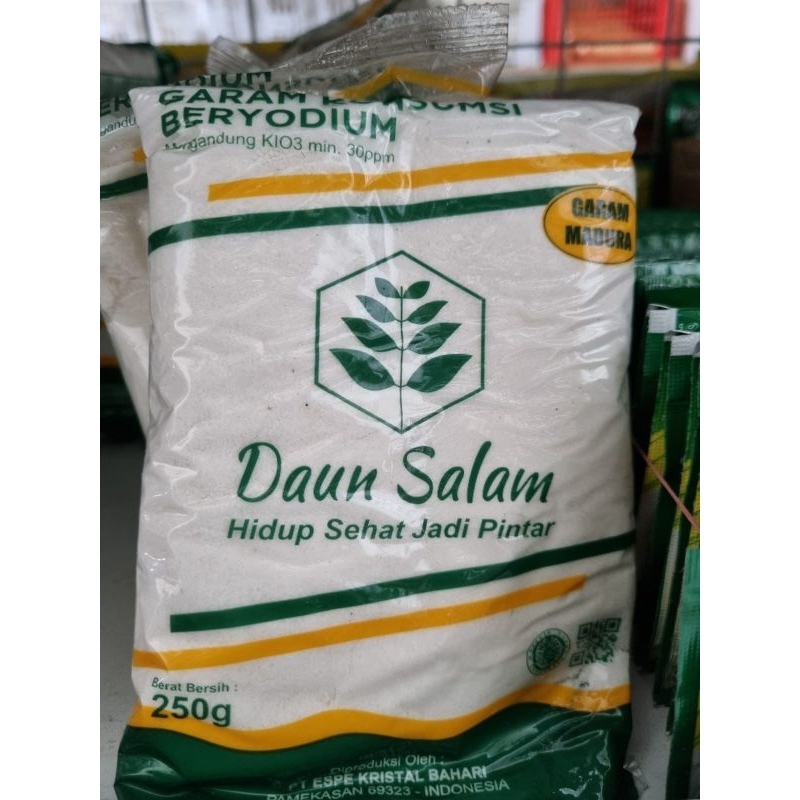 GARAM KONSUMSI
BERYODIUM
Mengandung KIO3 min. 30ppm
GARAM
MADURA
Daun Salam
Hidup Sehat Jadi Pintar
Berat Bersih :
250g
Diproduksi Oleh :
PT ESPE KRISTAL BAHARI
PAMEKASAN 69323 - INDONESIA